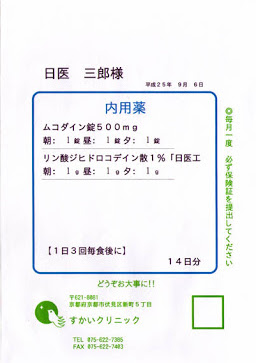 日医　三郎様
平成２５年　９月　６日
内用薬
ムコダイン錠５００ｍｇ
朝：　１錠昼：　１錠夕：　１錠
リン酸ジヒドロコデイン散１％「日医工
朝：　１ｇ昼：　１ｇ夕：　１ｇ
【１日３回毎食後に】
１４日分
◎毎月一度　必ず保険証を提出してください
どうぞお大事に!!
〒621-8061
京都府京都市伏見区新町５丁目
すかいクリニック
TEL 075-622-7365
FAX 075-622-7403